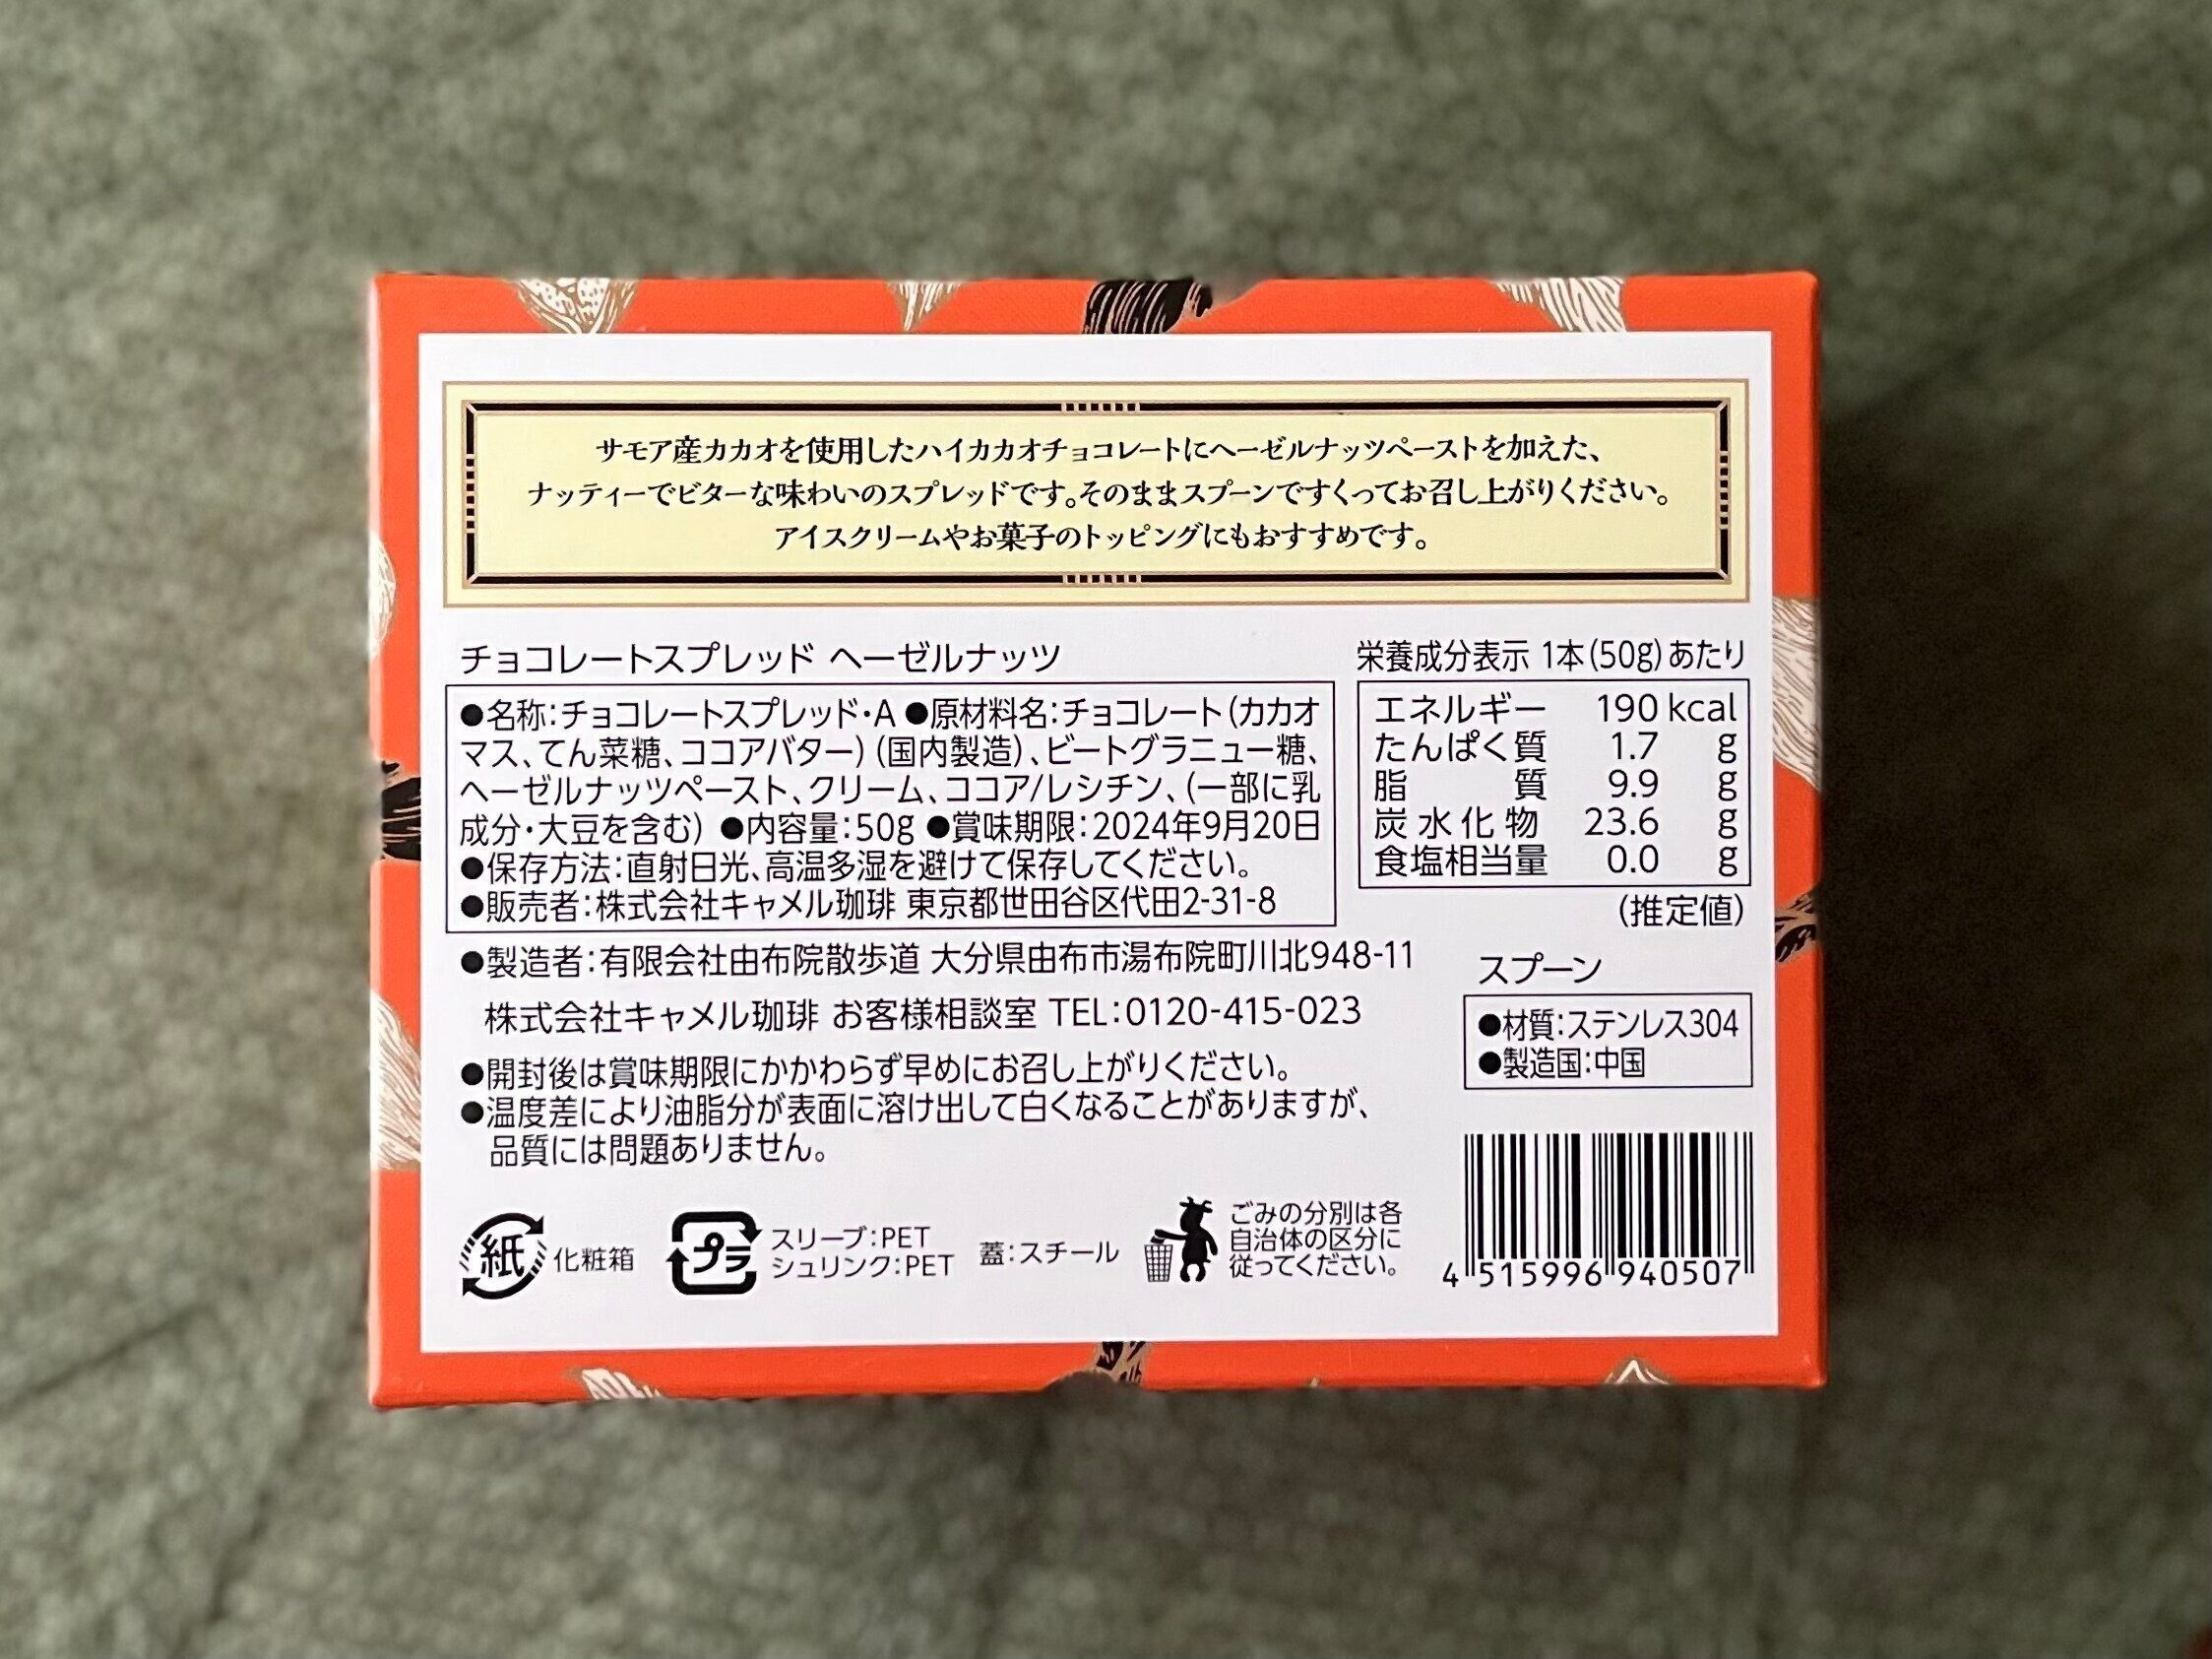 サモア産カカオを使用したハイカカオチョコレートにヘーゼルナッツペーストを加えた、
ナッティーでビターな味わいのスプレッドです。そのままスプーンですくってお召し上がりください。
アイスクリームやお菓子のトッピングにもおすすめです。
チョコレートスプレッド ヘーゼルナッツ
●名称:チョコレートスプレッド・A ●原材料名:チョコレート(カカオ
マス、てん菜糖、ココアバター)(国内製造)、ビートグラニュー糖、
ヘーゼルナッツペースト、クリーム、ココア/レシチン、(一部に乳
成分・大豆を含む) ●内容量:50g ●賞味期限:2024年9月20日
●保存方法:直射日光、高温多湿を避けて保存してください。
●販売者:株式会社キャメル珈琲 東京都世田谷区代田2-31-8
●製造者:有限会社由布院散歩道 大分県由布市湯布院町川北948-11
株式会社キャメル珈琲 お客様相談室 TEL:0120-415-023
●開封後は賞味期限にかかわらず早めにお召し上がりください。
●温度差により油脂分が表面に溶け出して白くなることがありますが、
品質には問題ありません。
栄養成分表示 1本(50g)あたり
エネルギー 190 kcal
たんぱく質 1.7 g
脂質 9.9 g
炭水化物 23.6 g
食塩相当量 0.0 g
(推定値)
スプーン
●材質:ステンレス304
●製造国:中国
紙 化粧箱
プラ スリーブ:PET
シュリンク:PET
蓋:スチール
ごみの分別は各
自治体の区分に
従ってください。
4 515996 940507